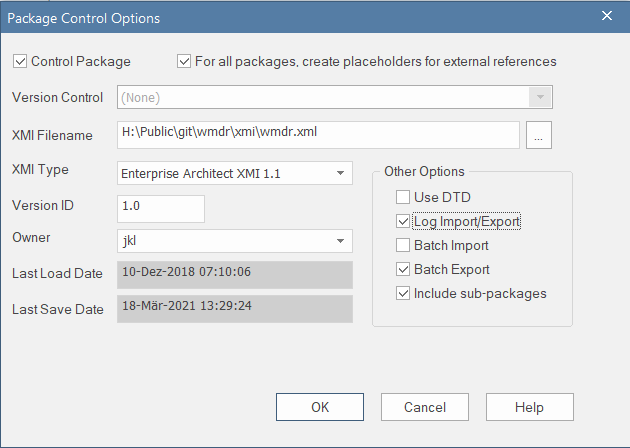 Package Control Options
Control Package
For all packages, create placeholders for external references
Version Control
(None)
XMI Filename
H:\Public\git\wmdr\xmi\wmdr.xml
...
XMI Type
Enterprise Architect XMI 1.1
Version ID
1.0
Owner
jkl
Last Load Date
10-Dez-2018 07:10:06
Last Save Date
18-Mär-2021 13:29:24
Other Options
Use DTD
Log Import/Export
Batch Import
Batch Export
Include sub-packages
OK
Cancel
Help